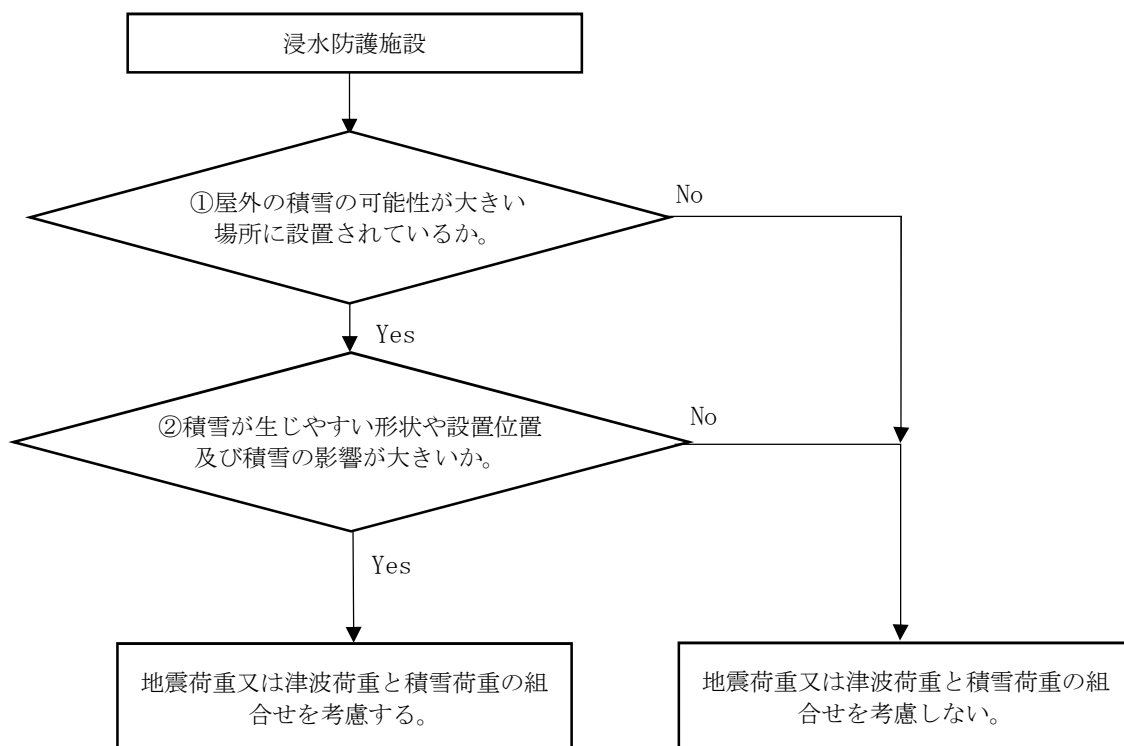 浸水防護施設
①屋外の積雪の可能性が大きい
場所に設置されているか。
No
Yes
②積雪が生じやすい形状や設置位置
及び積雪の影響が大きいか。
No
Yes
地震荷重又は津波荷重と積雪荷重の組
合せを考慮する。
地震荷重又は津波荷重と積雪荷重の組
合せを考慮しない。